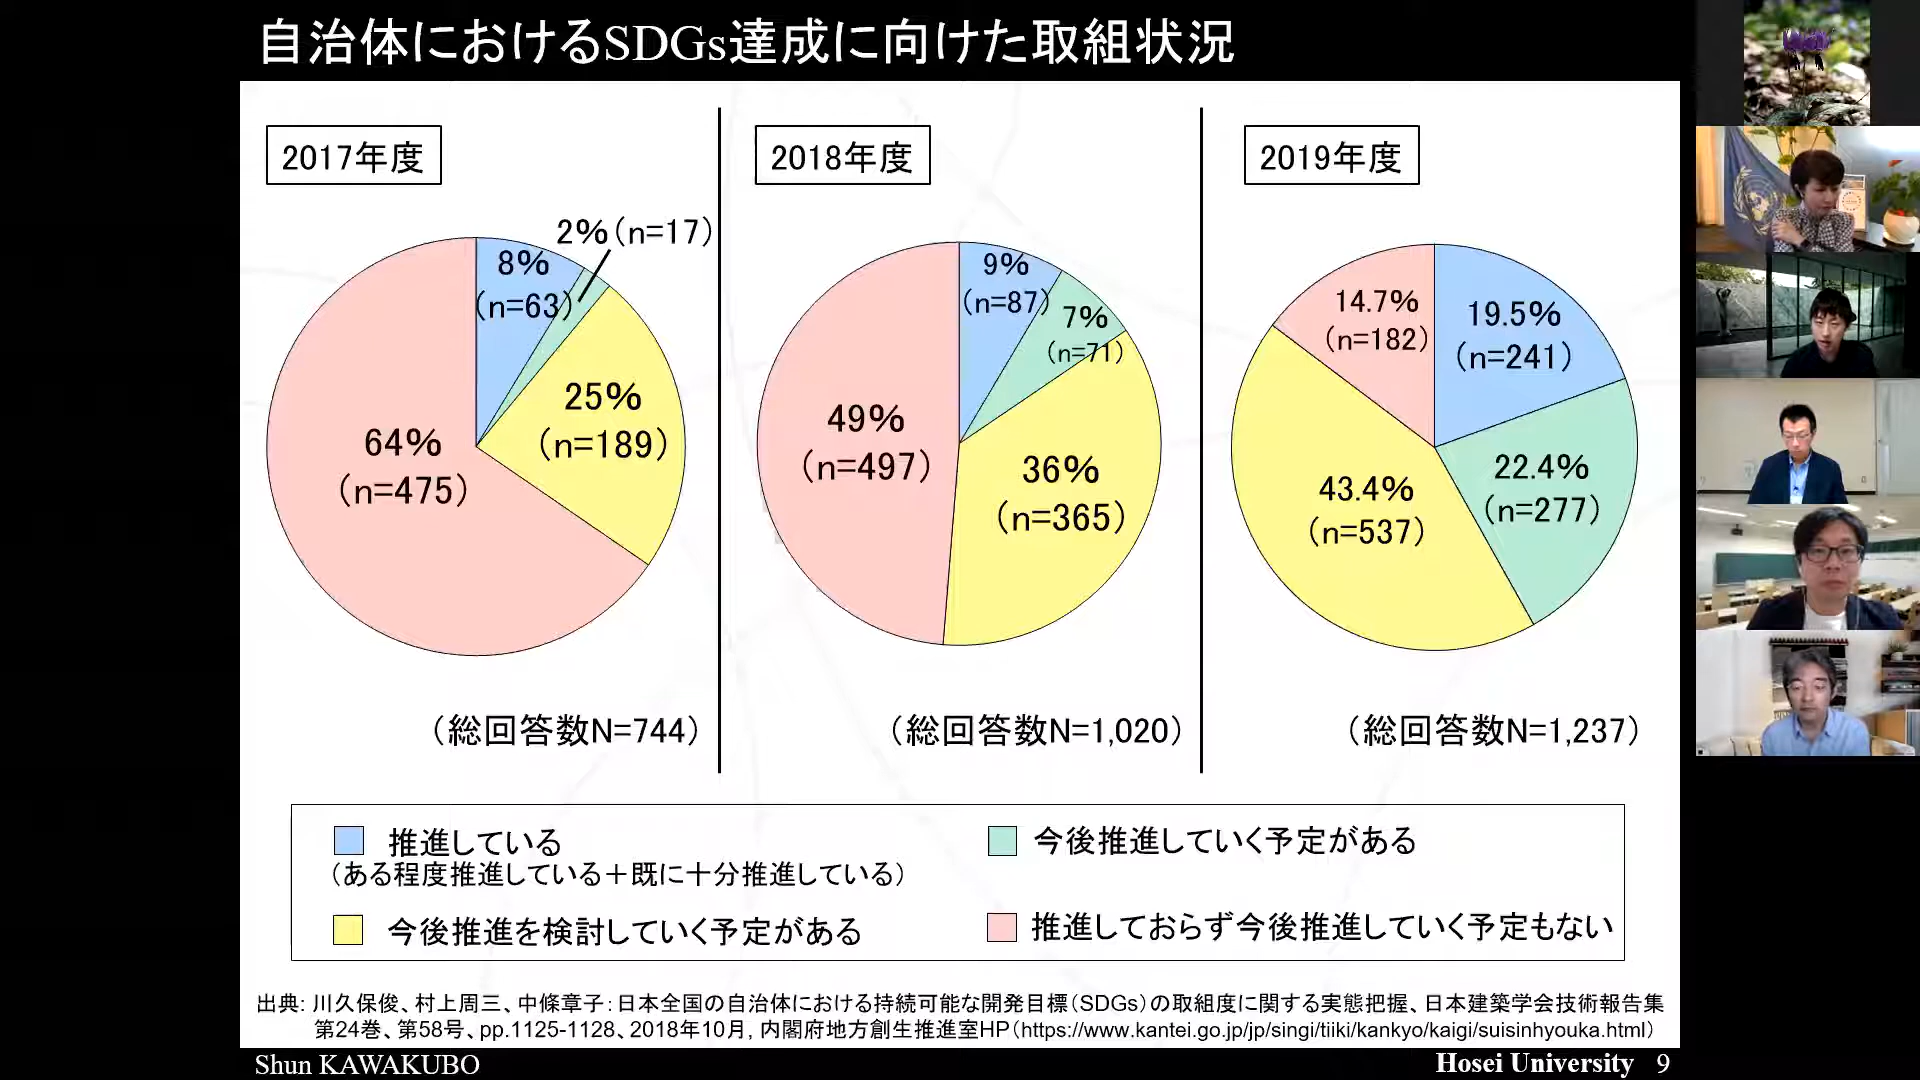 自治体におけるSDGs達成に向けた取組状況
2017年度
2%（n=17）
8%
（n=63）
25%
（n=189）
64%
（n=475）
（総回答数N=744）
2018年度
9%
（n=87）
7%
（n=71）
36%
（n=365）
49%
（n=497）
（総回答数N=1,020）
2019年度
19.5%
（n=241）
22.4%
（n=277）
43.4%
（n=537）
14.7%
（n=182）
（総回答数N=1,237）
推進している
（ある程度推進している＋既に十分推進している）
今後推進していく予定がある
今後推進を検討していく予定がある
推進しておらず今後推進していく予定もない
出典: 川久保俊、村上周三、中條章子：日本全国の自治体における持続可能な開発目標（SDGs）の取組度に関する実態把握、日本建築学会技術報告集
第24巻、第58号、pp.1125-1128、2018年10月, 内閣府地方創生推進室HP（https://www.kantei.go.jp/jp/singi/tiiki/kankyo/kaigi/suisinhyouka.html）
Shun KAWAKUBO
Hosei University 9